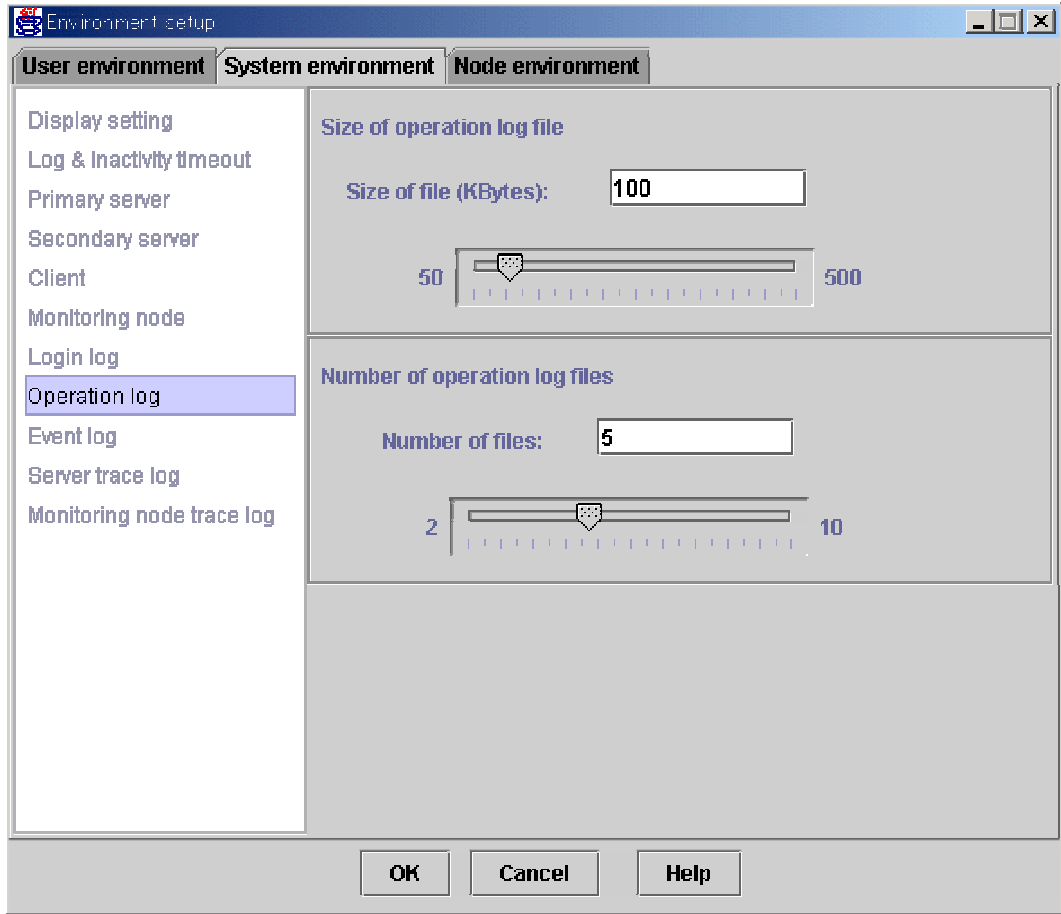 Environment setup
User environment System environment Node environment
Display setting
Log & Inactivity timeout
Primary server
Secondary server
Client
Monitoring node
Login log
Operation log
Event log
Server trace log
Monitoring node trace log
Size of operation log file
Size of file (KBytes): 100
50 500
Number of operation log files
Number of files: 5
2 10
OK Cancel Help